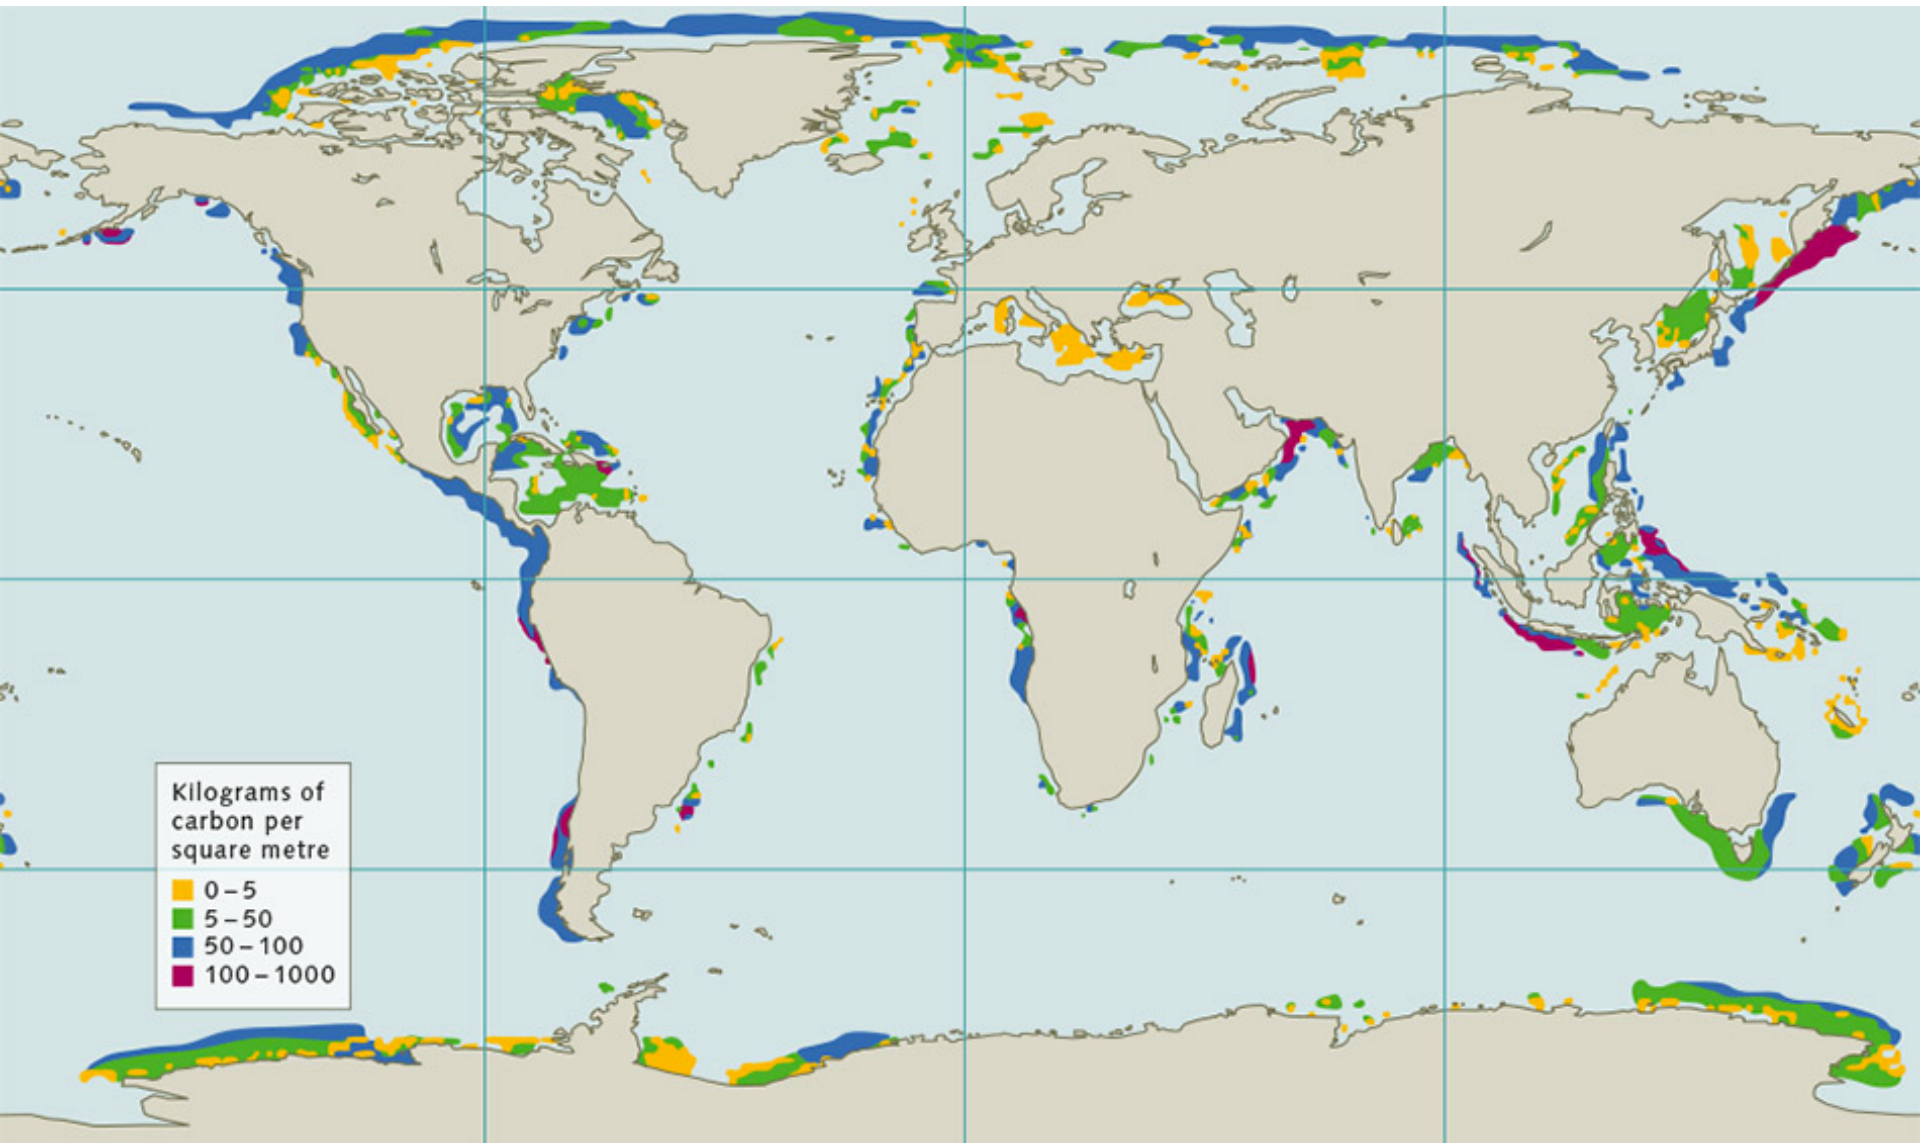 Kilograms of
carbon per
square metre
0–5
5–50
50–100
100–1000